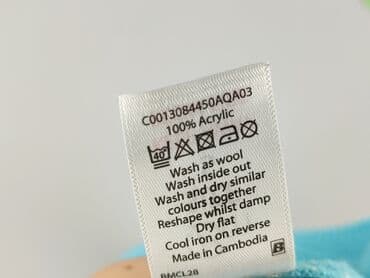 C0013084450AQA03
100% Acrylic
40°
Wash as wool
Wash inside out
Wash and dry similar
colours together
Reshape whilst damp
Dry flat
Cool iron on reverse
Made in Cambodia B
BMCL28